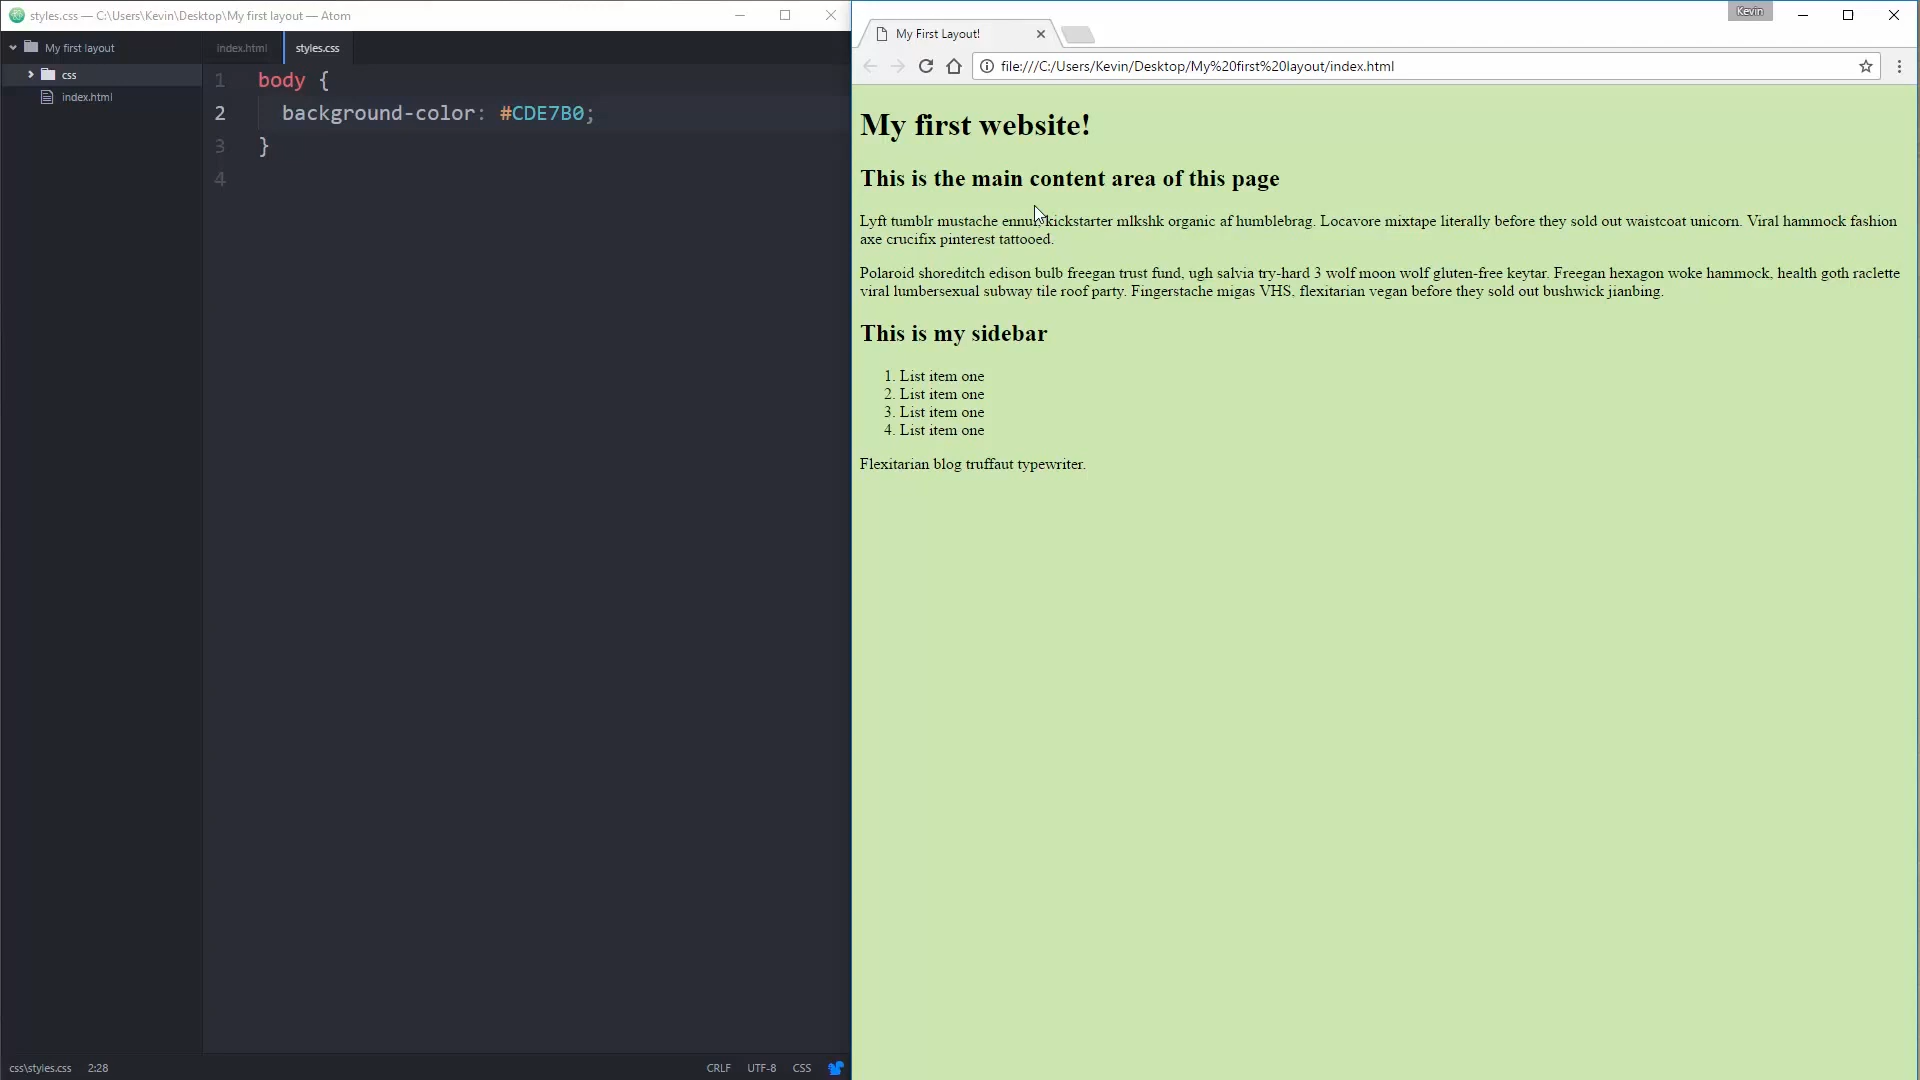 styles.css — C:\Users\Kevin\Desktop\My first layout — Atom
My first layout
css
index.html
index.html
styles.css
1 body {
2 background-color: #CDE7B0;
3 }
4
css\styles.css 2:28
CRLF UTF-8 CSS
Kevin
My First Layout!
file:///C:/Users/Kevin/Desktop/My%20first%20layout/index.html
My first website!
This is the main content area of this page
Lyft tumblr mustache ennui kickstarter mlkshk organic af humblebrag. Locavore mixtape literally before they sold out waistcoat unicorn. Viral hammock fashion
axe crucifix pinterest tattooed.
Polaroid shoreditch edison bulb freegan trust fund, ugh salvia try-hard 3 wolf moon wolf gluten-free keytar. Freegan hexagon woke hammock, health goth raclette
viral lumbersexual subway tile roof party. Fingerstache migas VHS, flexitarian vegan before they sold out bushwick jianbing.
This is my sidebar
1. List item one
2. List item one
3. List item one
4. List item one
Flexitarian blog truffaut typewriter.